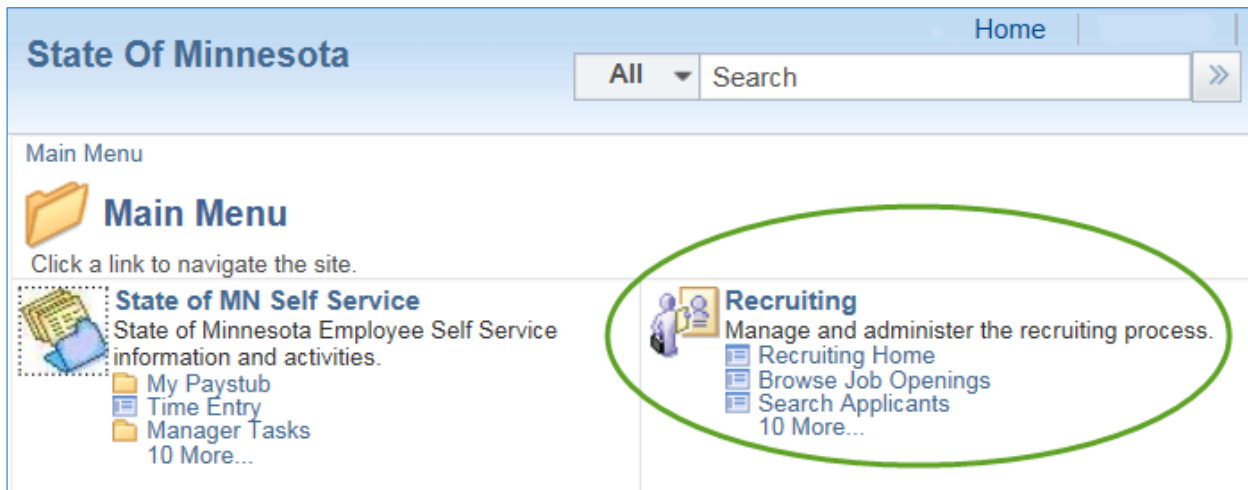 Home
State Of Minnesota
All
Search
Main Menu
Main Menu
Click a link to navigate the site.
State of MN Self Service
State of Minnesota Employee Self Service
information and activities.
My Paystub
Time Entry
Manager Tasks
10 More...
Recruiting
Manage and administer the recruiting process.
Recruiting Home
Browse Job Openings
Search Applicants
10 More...